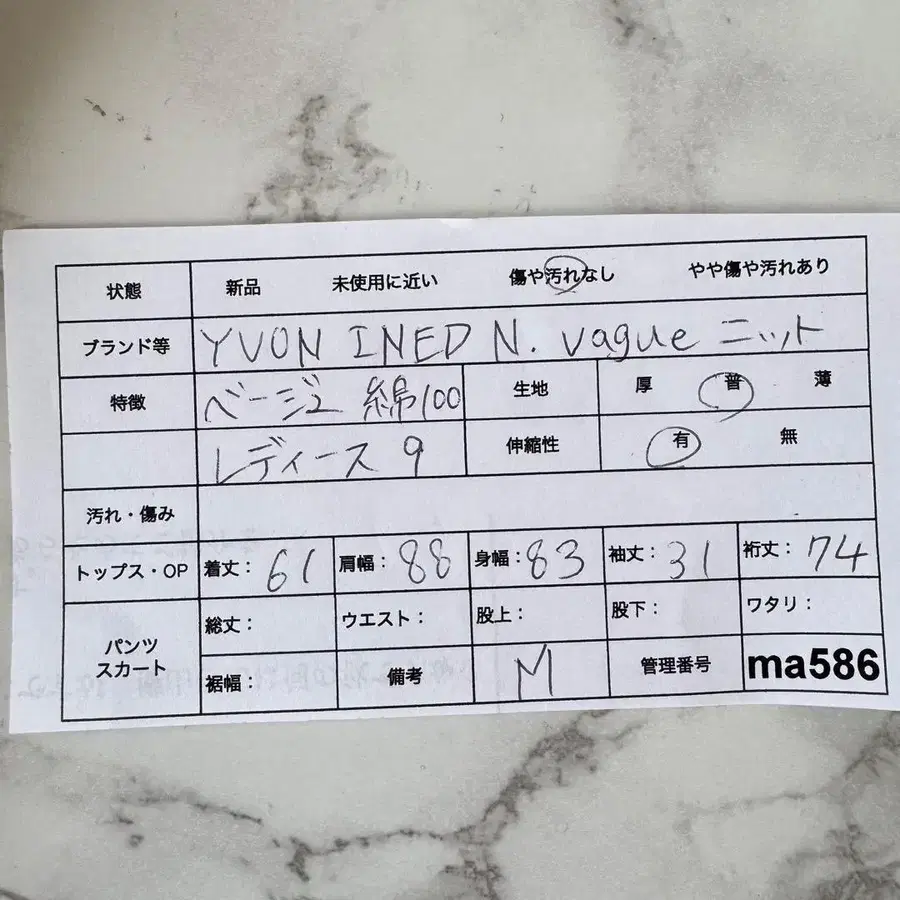 状態 新品 未使用に近い 傷や汚れなし やや傷や汚れあり
ブランド等 YVON INED N. vague ニット
特徴 ベージュ 綿100 生地 厚 普 薄
レディース 9 伸縮性 有 無
汚れ・傷み
トップス・OP 着丈：61 肩幅：88 身幅：83 袖丈：31 裄丈：74
パンツ スカート 総丈： ウエスト： 股上： 股下： ワタリ：
裾幅： 備考 M 管理番号 ma586